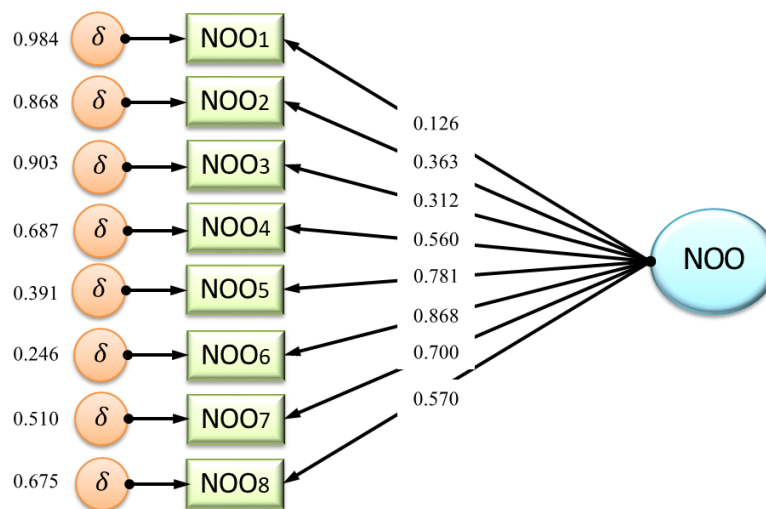 0.984 δ NOO1
0.126
0.868 δ NOO2
0.363
0.903 δ NOO3
0.312
0.687 δ NOO4
0.560
NOO
0.391 δ NOO5
0.781
0.868
0.246 δ NOO6
0.700
0.570
0.510 δ NOO7
0.675 δ NOO8